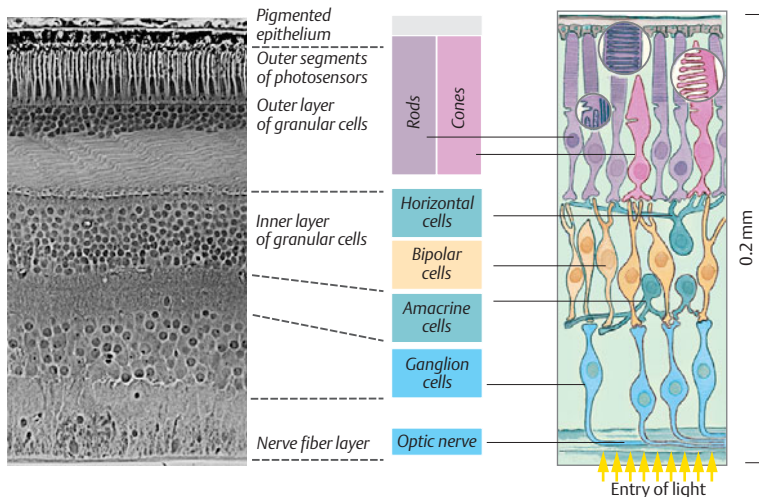 Pigmented
epithelium
Outer segments
of photosensors
Outer layer
of granular cells
Inner layer
of granular cells
Nerve fiber layer
Rods
Cones
Horizontal
cells
Bipolar
cells
Amacrine
cells
Ganglion
cells
Optic nerve
0.2 mm
Entry of light